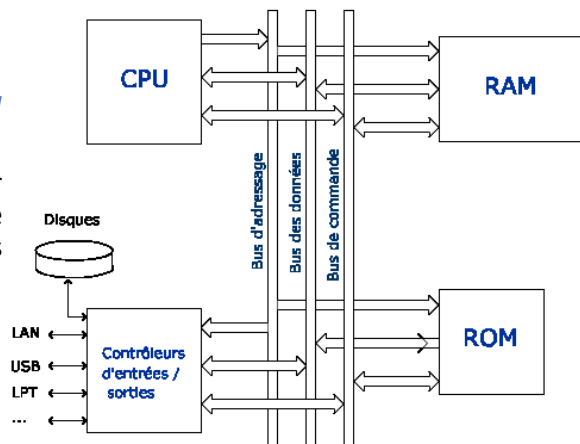 CPU
RAM
Bus d'adressage
Bus des données
Bus de commande
Disques
LAN
USB
LPT
...
Contrôleurs
d'entrées /
sorties
ROM